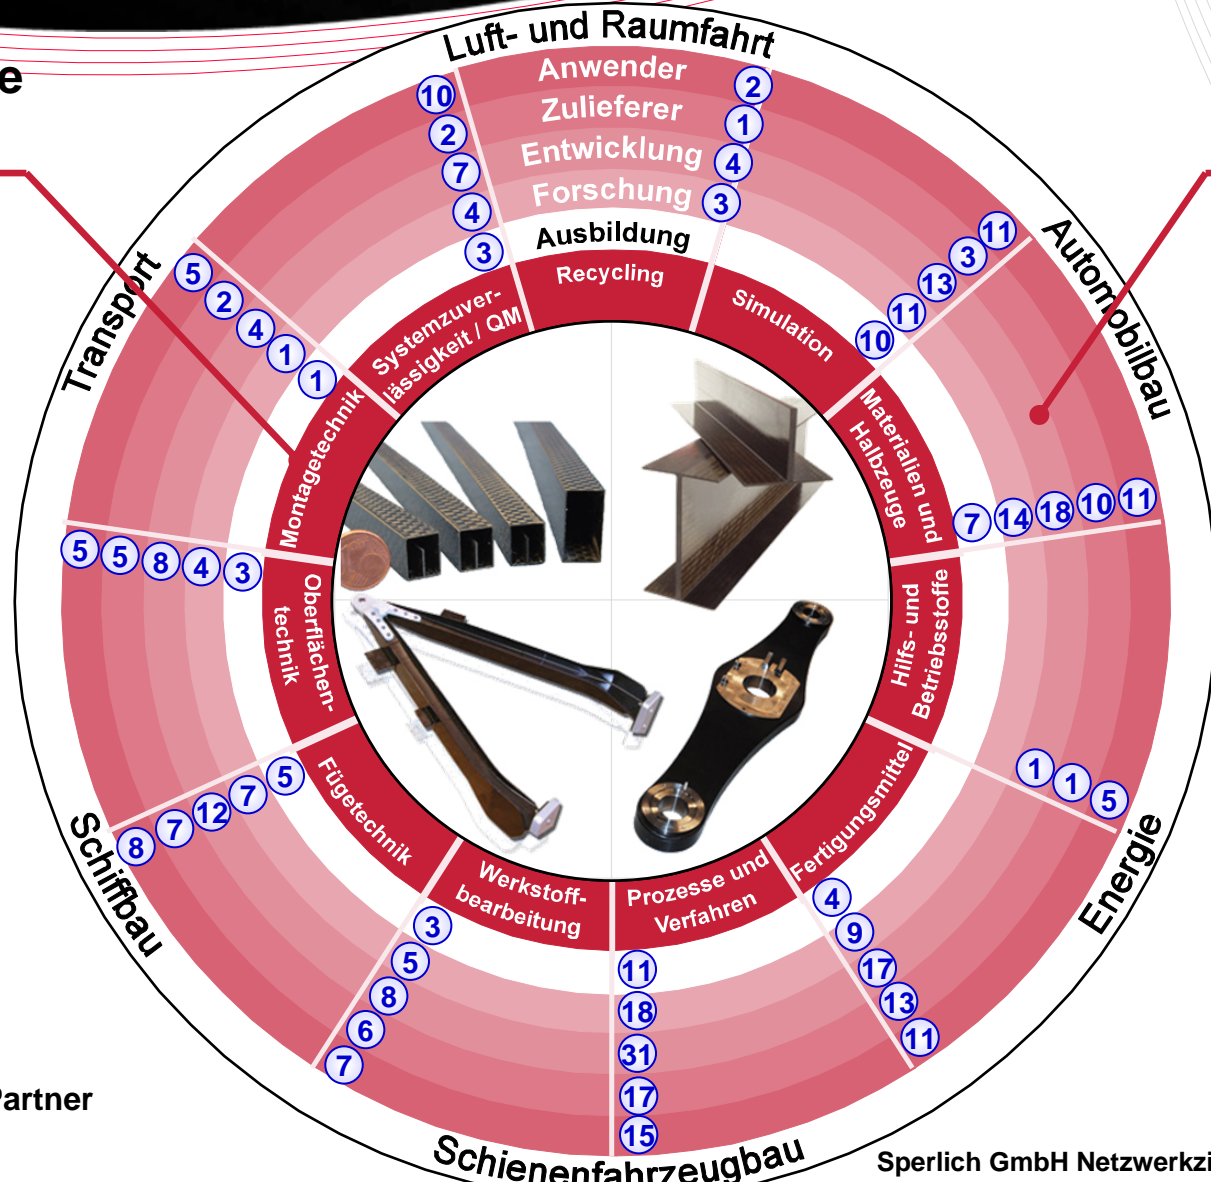 e
Luft- und Raumfahrt
Anwender
Zulieferer
Entwicklung
Forschung
Ausbildung
Recycling
2
1
4
3
Simulation
11
3
13
11
10
Automobilbau
Materialien und
Halbzeuge
7
14
18
10
11
Hilfs- und
Betriebsstoffe
1
1
5
Energie
Fertigungsmittel
4
9
17
13
11
Prozesse und
Verfahren
11
18
31
17
15
Schienenfahrzeugbau
Werkstoff-
bearbeitung
3
5
8
6
7
Fügetechnik
5
7
12
7
8
Schiffbau
Oberflächen-
technik
5
5
8
4
3
Montagetechnik
5
2
4
1
1
Transport
Systemzuver-
lässigkeit / QM
10
2
7
4
3
Partner
Sperlich GmbH Netzwerkzi